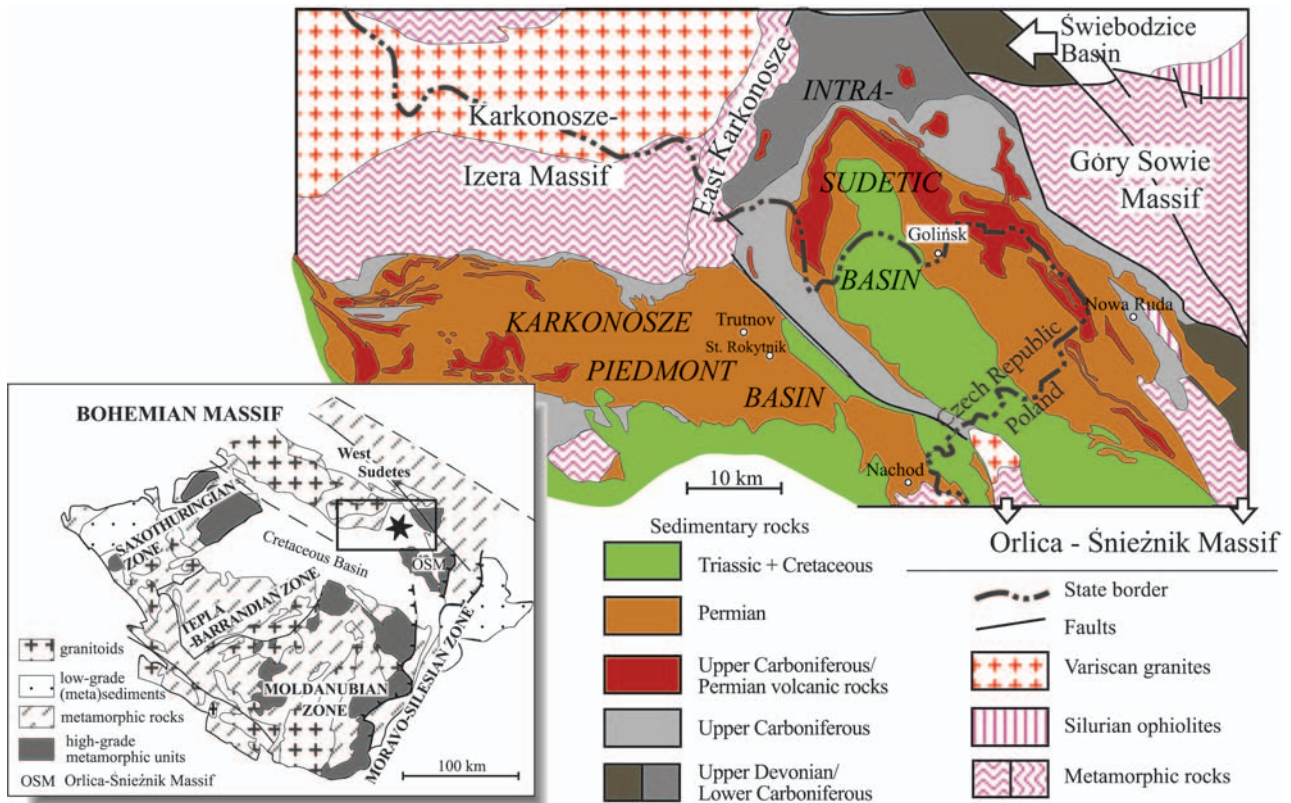 Świebodzice
Basin
INTRA-
Karkonosze-
Izera Massif
East Karkonosze
Góry Sowie
Massif
SUDETIC
Golińsk
BASIN
Nowa Ruda
KARKONOSZE
Trutnov
St. Rokytnik
PIEDMONT
BASIN
Czech Republic
Poland
Nachod
10 km
Orlica - Śnieżnik Massif
BOHEMIAN MASSIF
West
Sudetes
SAXOTHURINGIAN
ZONE
Cretaceous Basin
OSM
TEPLA
-BARRANDIAN ZONE
MOLDANUBIAN
ZONE
MORAVO-SILESIAN ZONE
granitoids
low-grade
(meta)sediments
metamorphic rocks
high-grade
metamorphic units
OSM Orlica-Śnieżnik Massif
100 km
Sedimentary rocks
Triassic + Cretaceous
Permian
Upper Carboniferous/
Permian volcanic rocks
Upper Carboniferous
Upper Devonian/
Lower Carboniferous
State border
Faults
Variscan granites
Silurian ophiolites
Metamorphic rocks